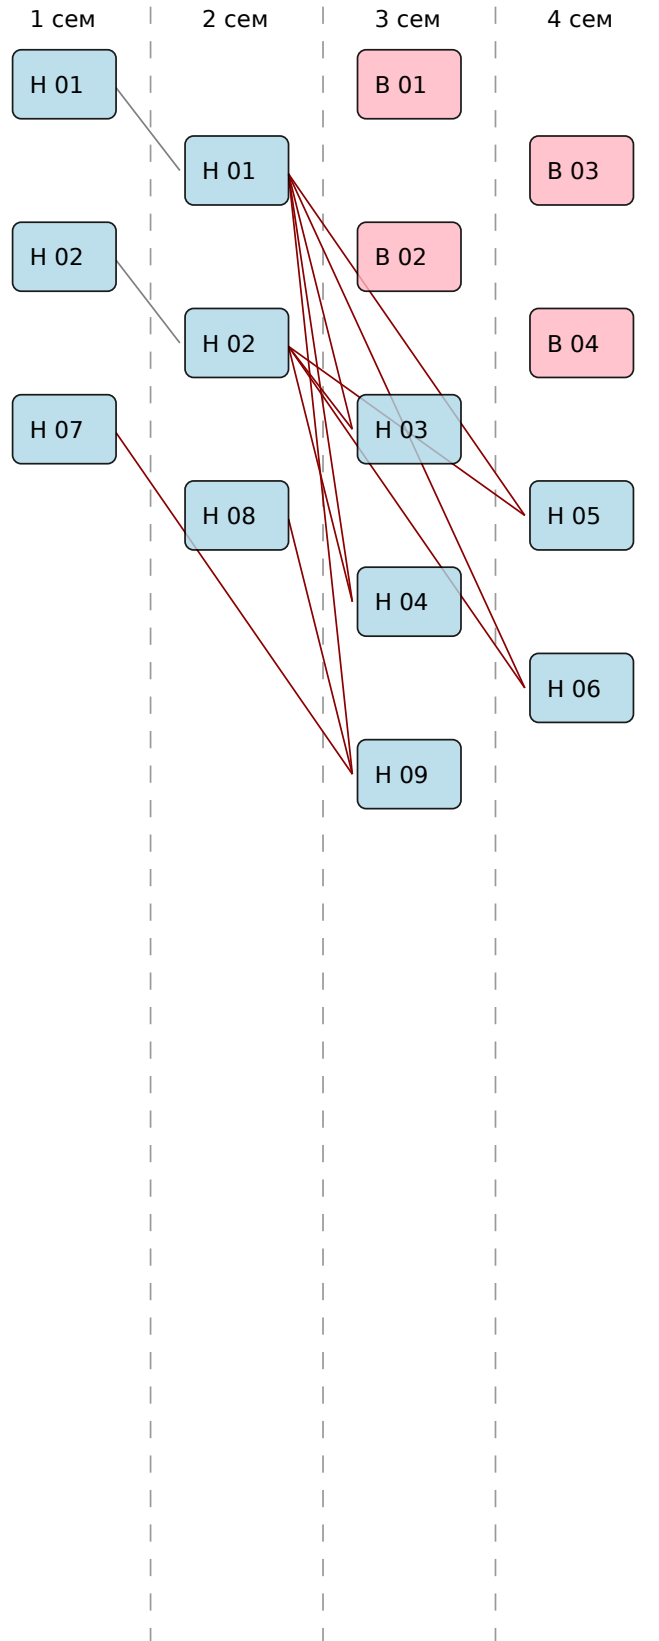 1 сем 2 сем 3 сем 4 сем
Н 01 В 01
Н 01 В 03
Н 02 В 02
Н 02 В 04
Н 07 Н 03
Н 08 Н 05
Н 04
Н 06
Н 09